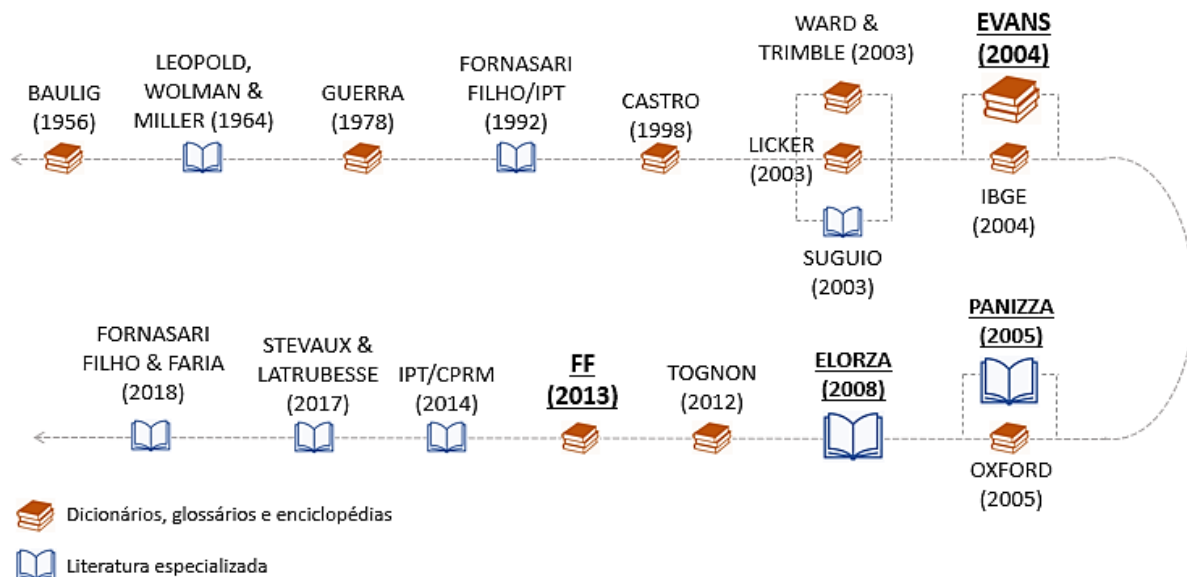 BAULIG
(1956)
LEOPOLD,
WOLMAN &
MILLER (1964)
GUERRA
(1978)
FORNASARI
FILHO/IPT
(1992)
CASTRO
(1998)
WARD &
TRIMBLE (2003)
LICKER
(2003)
SUGUIO
(2003)
EVANS
(2004)
IBGE
(2004)
FORNASARI
FILHO & FARIA
(2018)
STEVAUX &
LATRUBESSE
(2017)
IPT/CPRM
(2014)
FF
(2013)
TOGNON
(2012)
ELORZA
(2008)
PANIZZA
(2005)
OXFORD
(2005)
Dicionários, glossários e enciclopédias
Literatura especializada